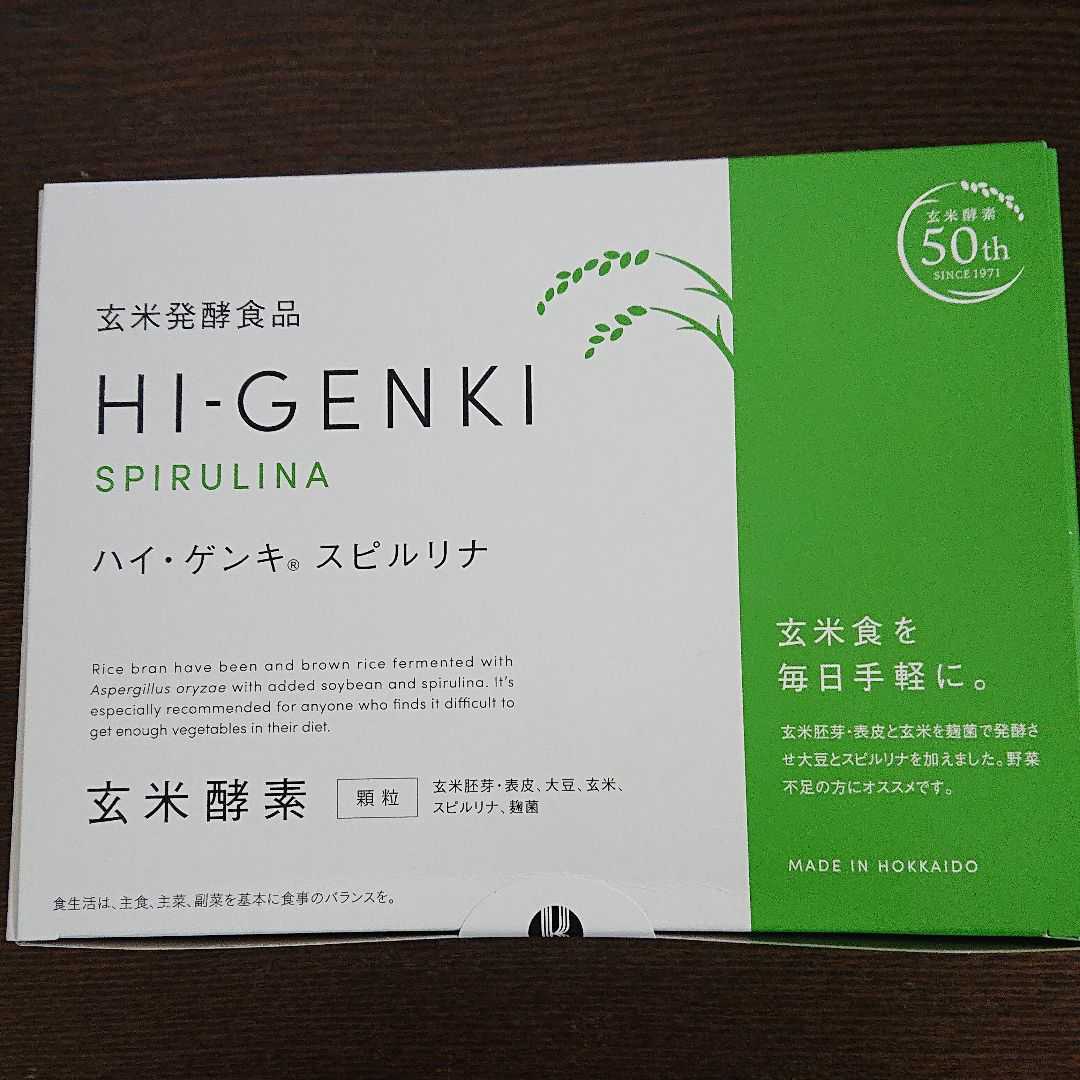 玄米酵素
50th
SINCE 1971
玄米発酵食品
HI-GENKI
SPIRULINA
ハイ・ゲンキ® スピルリナ
Rice bran have been and brown rice fermented with
Aspergillus oryzae with added soybean and spirulina. It's
especially recommended for anyone who finds it difficult to
get enough vegetables in their diet.
玄米酵素
顆粒
玄米胚芽・表皮、大豆、玄米、
スピルリナ、麹菌
食生活は、主食、主菜、副菜を基本に食事のバランスを。
玄米食を
毎日手軽に。
玄米胚芽・表皮と玄米を麹菌で発酵さ
せ大豆とスピルリナを加えました。野菜
不足の方にオススメです。
MADE IN HOKKAIDO